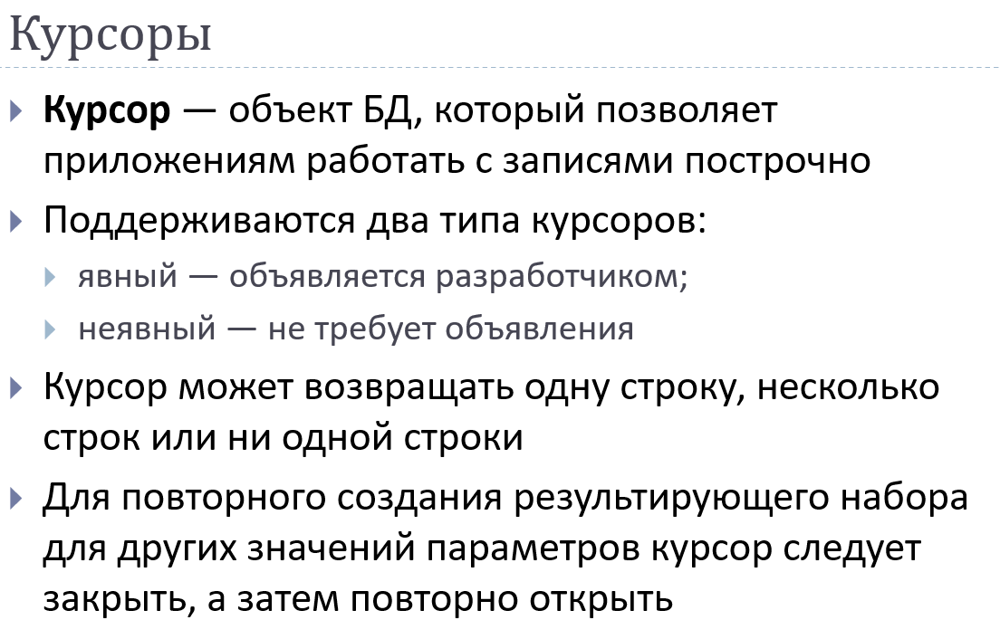 Курсоры
Курсор — объект БД, который позволяет
приложениям работать с записями построчно
Поддерживаются два типа курсоров:
явный — объявляется разработчиком;
неявный — не требует объявления
Курсор может возвращать одну строку, несколько
строк или ни одной строки
Для повторного создания результирующего набора
для других значений параметров курсор следует
закрыть, а затем повторно открыть